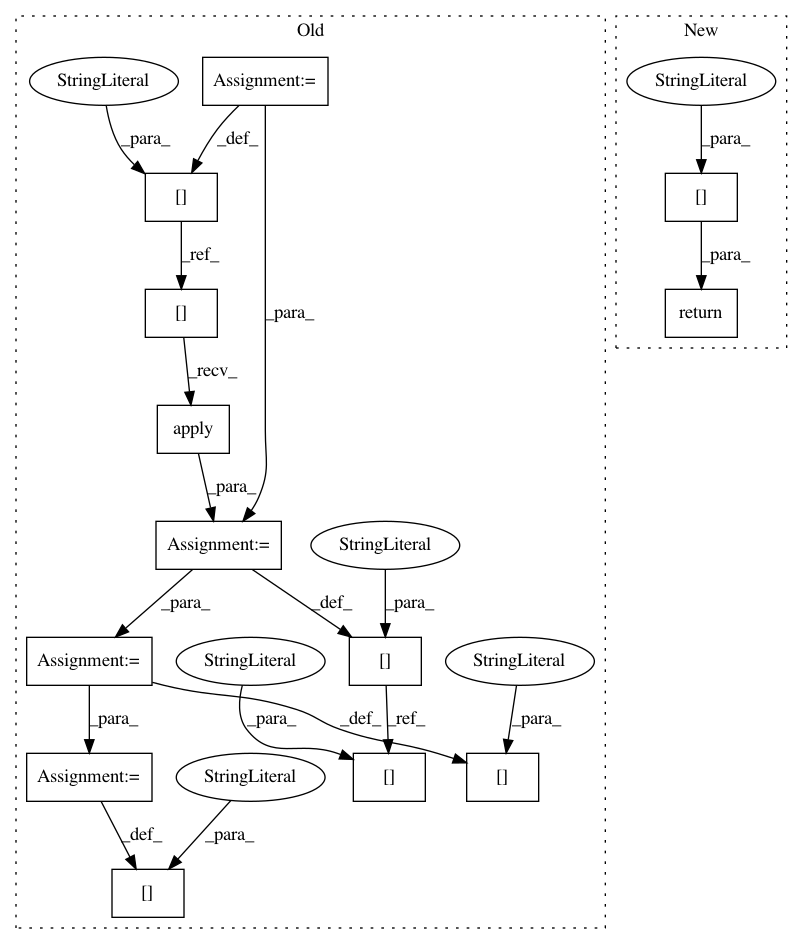 Old
New
StringLiteral
Assignment:=
StringLiteral
_para_
_def_
_para_
[]
[]
_ref_
_para_
[]
_para_
return
_recv_
apply
_para_
Assignment:=
StringLiteral
_para_
_def_
_para_
Assignment:=
StringLiteral
[]
StringLiteral
_para_
_para_
_def_
_ref_
_para_
Assignment:=
StringLiteral
[]
[]
_def_
_para_
[]